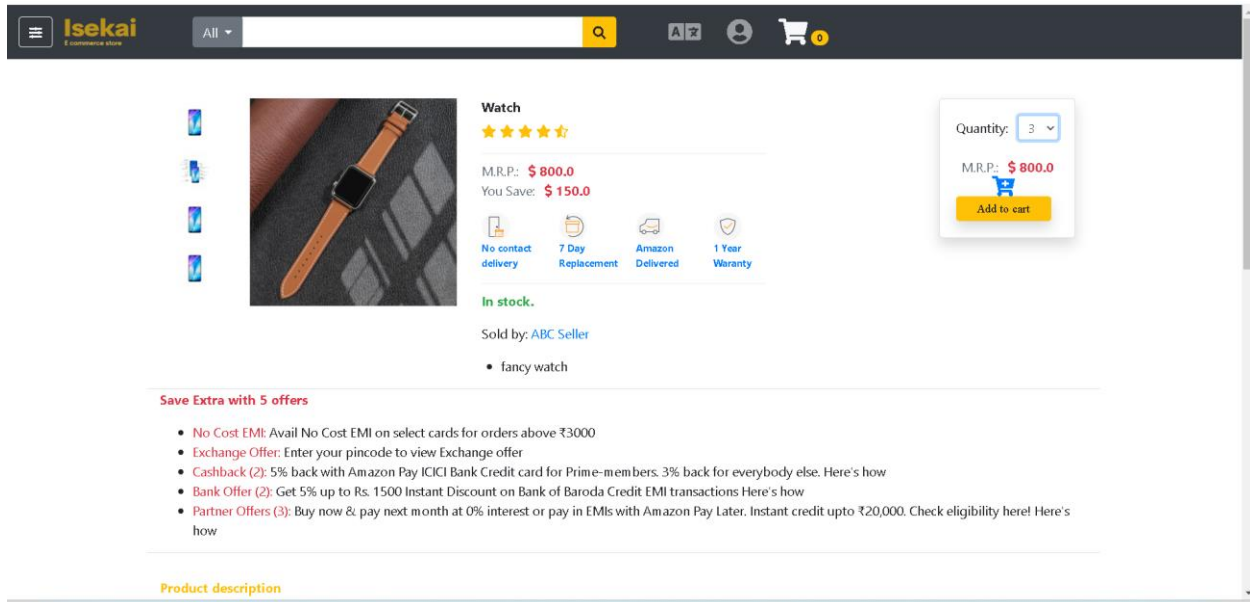 Isekai
E commerce store
All
A
0
Watch
M.R.P.: $ 800.0
You Save: $ 150.0
No contact delivery
7 Day Replacement
Amazon Delivered
1 Year Waranty
In stock.
Sold by: ABC Seller
• fancy watch
Quantity: 3
M.R.P.: $ 800.0
Add to cart
Save Extra with 5 offers
• No Cost EMI: Avail No Cost EMI on select cards for orders above ₹3000
• Exchange Offer: Enter your pincode to view Exchange offer
• Cashback (2): 5% back with Amazon Pay ICICI Bank Credit card for Prime-members. 3% back for everybody else. Here's how
• Bank Offer (2): Get 5% up to Rs. 1500 Instant Discount on Bank of Baroda Credit EMI transactions Here's how
• Partner Offers (3): Buy now & pay next month at 0% interest or pay in EMIs with Amazon Pay Later. Instant credit upto ₹20,000. Check eligibility here! Here's
how
Product description